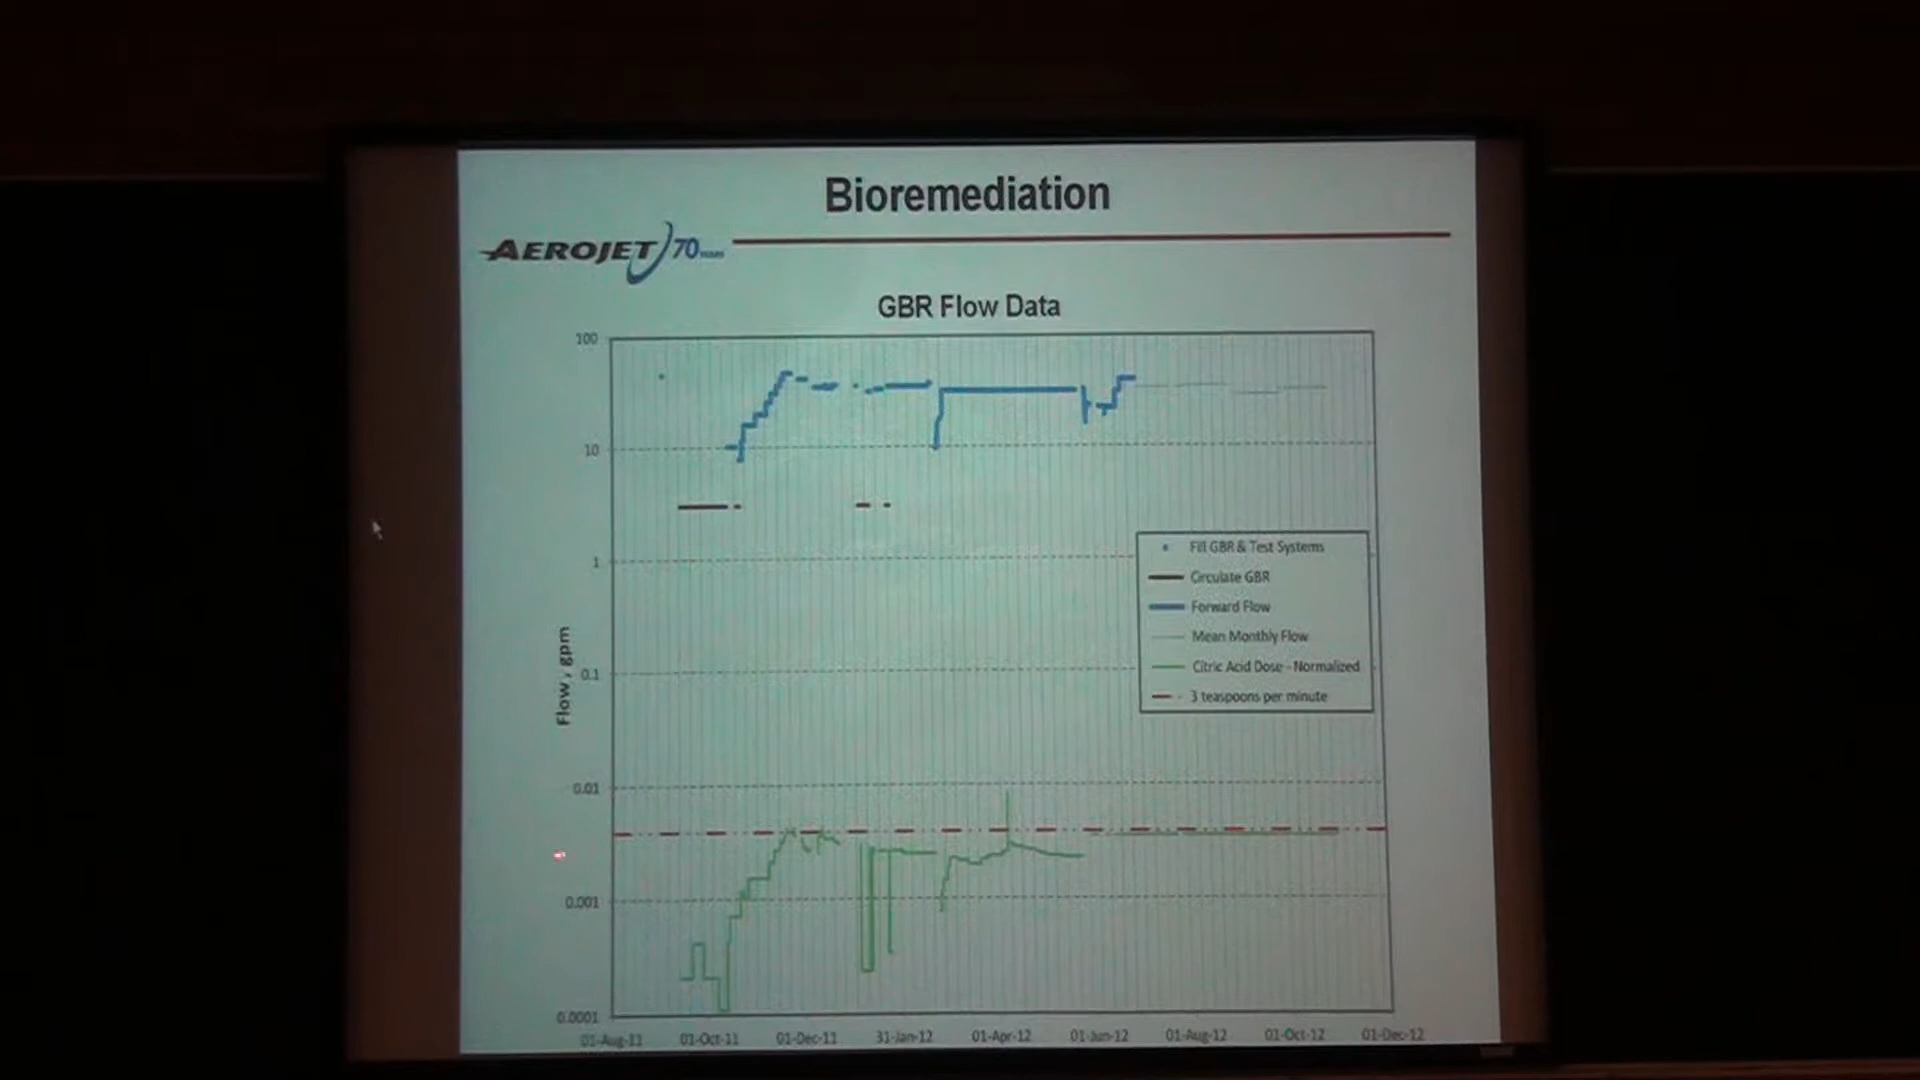 Bioremediation
AEROJET 70
GBR Flow Data
100
10
1
0.1
0.01
0.001
0.0001
Flow, gpm
Fill GBR & Test Systems
Circulate GBR
Forward Flow
Mean Monthly Flow
Citric Acid Dose - Normalized
3 teaspoons per minute
01-Aug-11 01-Oct-11 01-Dec-11 31-Jan-12 01-Apr-12 01-Jun-12 01-Aug-12 01-Oct-12 01-Dec-12